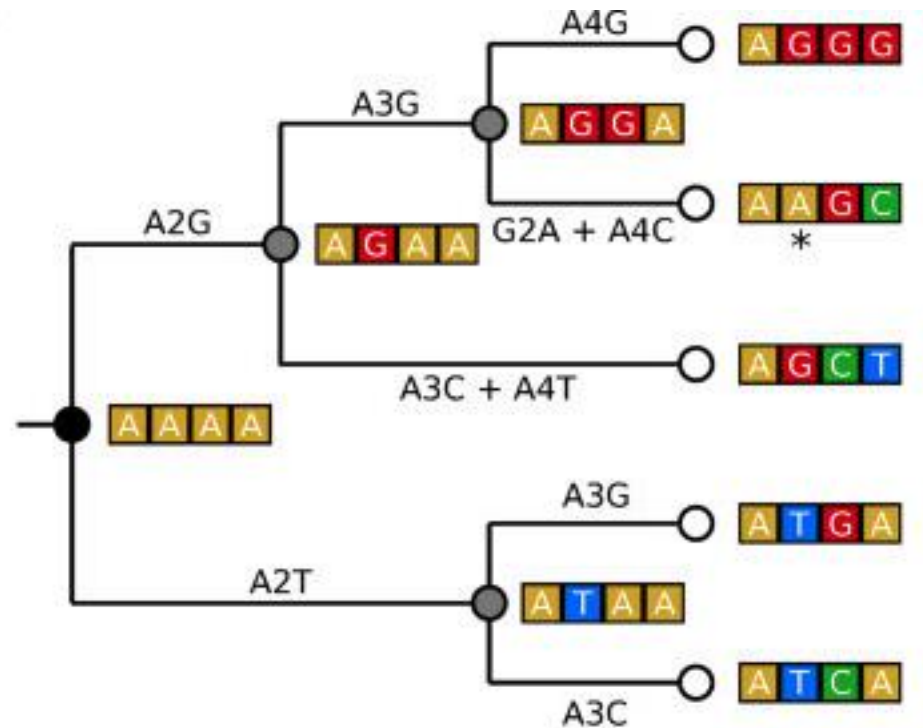 A4G
A G G G
A3G
A G G A
A2G
A A G C
G2A + A4C
*
A G A A
A G C T
A3C + A4T
A A A A
A3G
A T G A
A2T
A T A A
A T C A
A3C